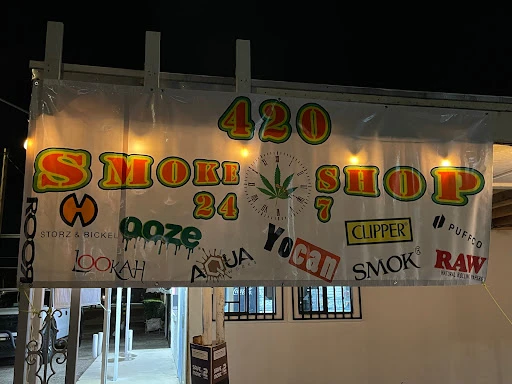 420
SMOKE SHOP
24 7
ROOR
STORZ & BICKEL
LOOKAH
ooze
AQUA
YOCan
CLIPPER
SMOK
PUFFCO
RAW